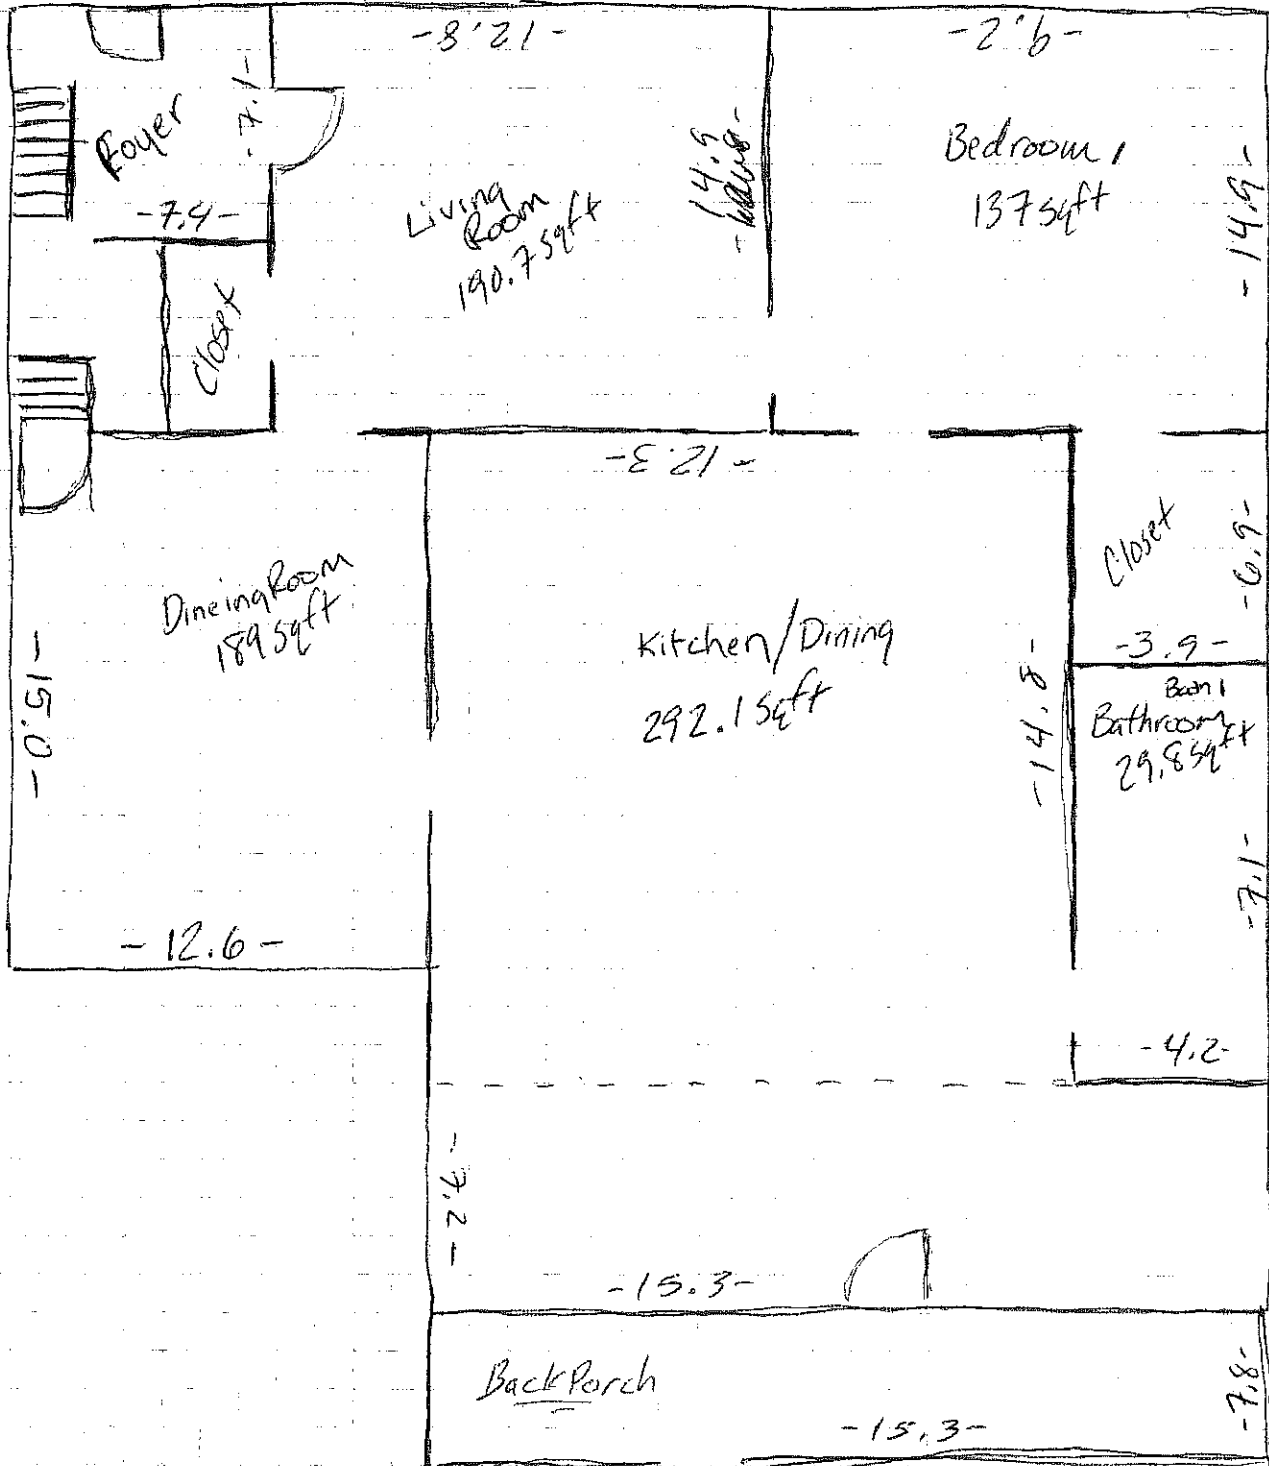 -12.8-
-9.2-
-7.1-
Foyer
-7.4-
Closet
Living
Room
190.7 sqft
-14.9
Bedroom 1
137 sqft
-14.9-
-12.3-
Closet
-6.9-
-3.9-
DineingRoom
189 sqft
-15.0-
-12.6-
Kitchen/Dining
292.1 sqft
-14.8-
Bathroom
29.8 sqft
-7.1-
-4.2-
-7.2-
-15.3-
Back Porch
-7.8-
-15.3-